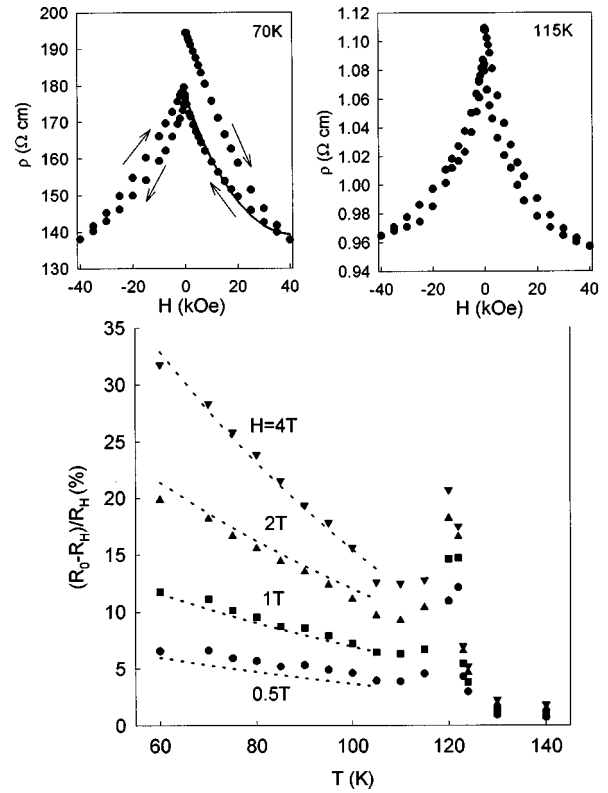 70K
200
190
180
170
160
150
140
130
ρ (Ω cm)
-40 -20 0 20 40
H (kOe)
115K
1.12
1.10
1.08
1.06
1.04
1.02
1.00
0.98
0.96
0.94
ρ (Ω cm)
-40 -20 0 20 40
H (kOe)
35
30
25
20
15
10
5
0
(R0-RH)/RH(%)
H=4T
2T
1T
0.5T
60 80 100 120 140
T (K)